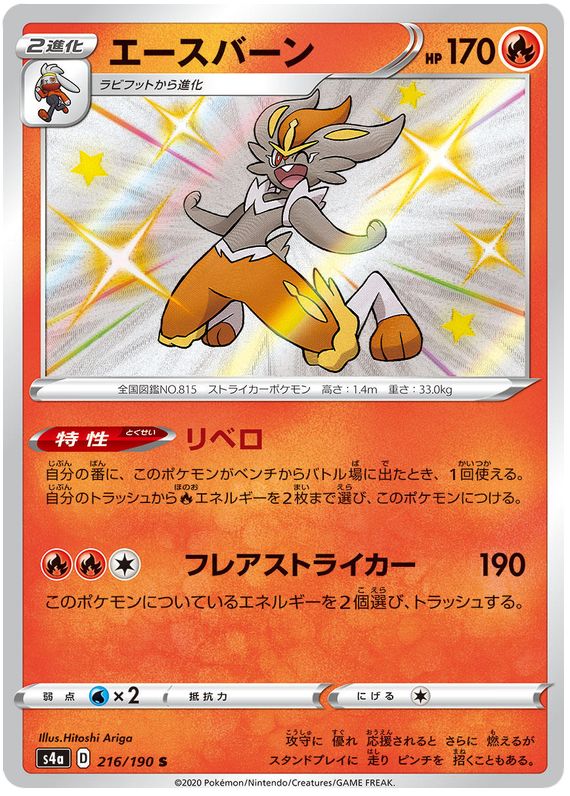 2進化
エースバーン
HP170
ラビフットから進化
全国図鑑NO.815 ストライカーポケモン 高さ：1.4m 重さ：33.0kg
特性 とくせい リベロ
自分の番に、このポケモンがベンチからバトル場に出たとき、1回使える。
自分のトラッシュからエネルギーを2枚まで選び、このポケモンにつける。
フレアストライカー 190
このポケモンについているエネルギーを2個選び、トラッシュする。
弱点 ×2 抵抗力 にげる
Illus.Hitoshi Ariga
s4a D 216/190 S
攻守に 優れ 応援されると さらに 燃えるが
スタンドプレイに 走り ピンチを 招くこともある。
©2020 Pokémon/Nintendo/Creatures/GAME FREAK.